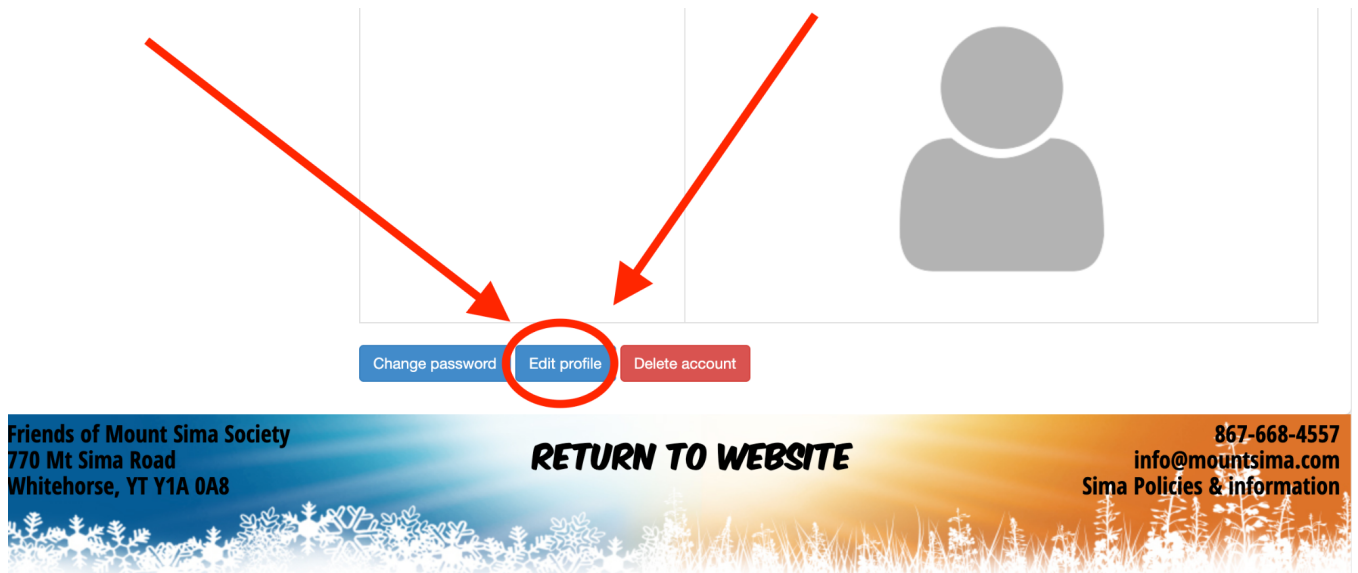 Change password
Edit profile
Delete account
Friends of Mount Sima Society
770 Mt Sima Road
Whitehorse, YT Y1A 0A8
RETURN TO WEBSITE
867-668-4557
info@mountsima.com
Sima Policies & information